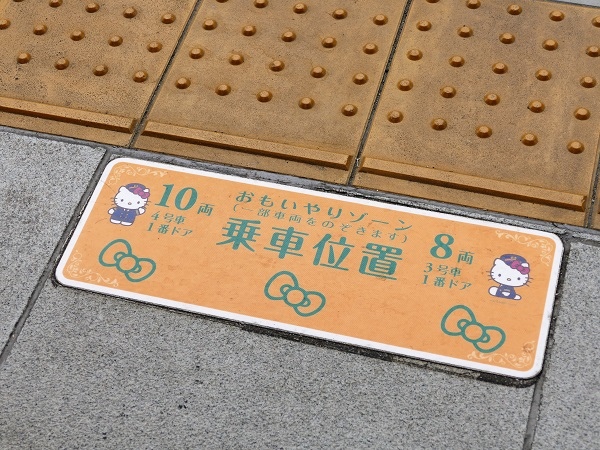 10両
4号車
1番ドア
おもいやりゾーン
(一部車両をのぞきます)
乗車位置
8両
3号車
1番ドア